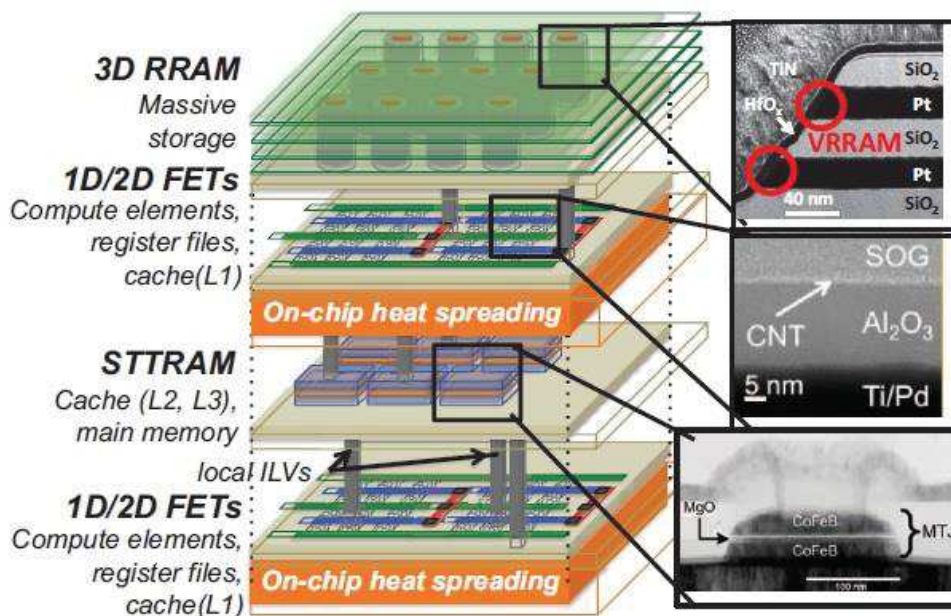 3D RRAM
Massive
storage
1D/2D FETs
Compute elements,
register files,
cache(L1)
On-chip heat spreading
STTRAM
Cache (L2, L3),
main memory
local ILVs
1D/2D FETs
Compute elements,
register files,
cache(L1)
On-chip heat spreading
TiN
HfOₓ
SiO₂
Pt
VRRAM
SiO₂
Pt
SiO₂
40 nm
SOG
CNT
Al₂O₃
5 nm
Ti/Pd
MgO
CoFeB
CoFeB
MTJ
100 nm